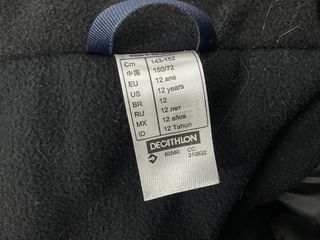 Cm 143-152
中国 150/72
EU 12 ans
US 12 years
BR 12
RU 12 лет
MX 12 años
ID 12 Tahun
DECATHLON
CC:
310632